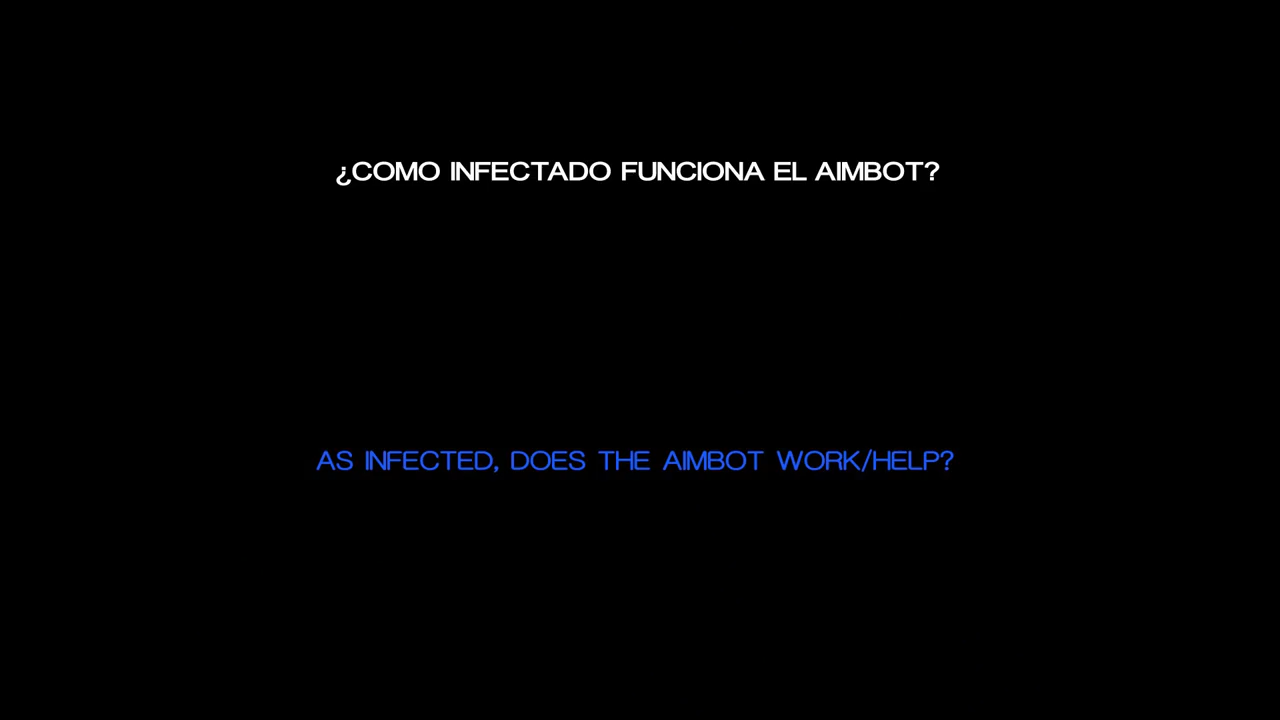 ¿COMO INFECTADO FUNCIONA EL AIMBOT?
AS INFECTED, DOES THE AIMBOT WORK/HELP?